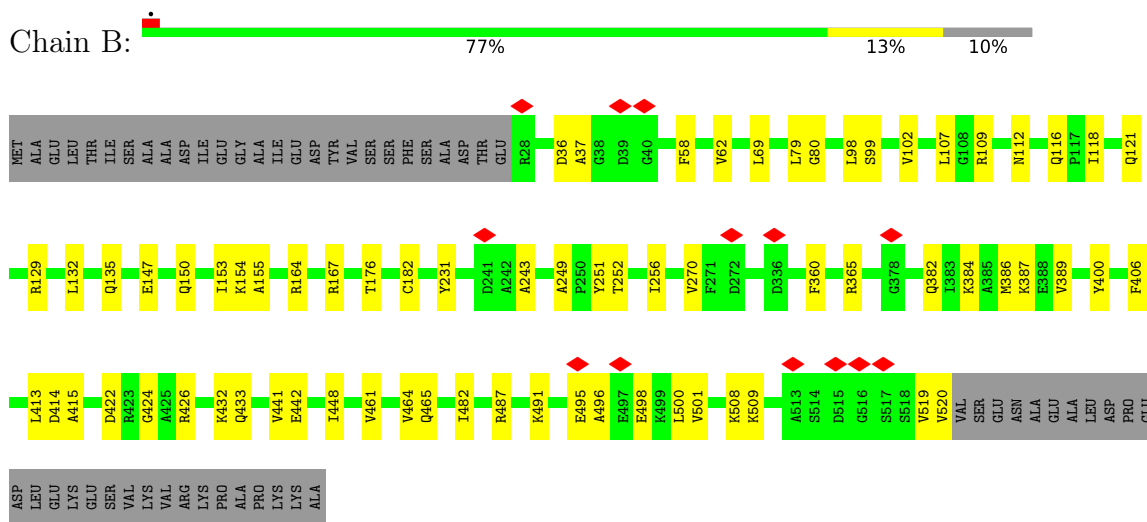 Chain B:
77% 13% 10%
MET ALA GLU LEU THR ILE SER ALA ALA ASP ILE GLU GLY ALA ILE GLU ASP TYR VAL SER SER PHE SER ALA ASP THR GLU R28 D36 A37 G38 D39 G40 F58 V62 L69 L79 G80 L98 S99 V102 L107 G108 R109 N112 Q116 P117 I118 Q121
R129 L132 Q135 E147 Q150 I153 K154 A155 R164 R167 T176 C182 Y231 D241 A242 A243 A249 P250 Y251 T252 I256 V270 F271 D272 D336 F360 R365 G378 Q382 I383 K384 A385 M386 K387 E388 V389 Y400 F406
L413 D414 A415 D422 R423 G424 A425 R426 K432 Q433 V441 E442 I448 V461 V464 Q465 I482 R487 K491 E495 A496 E497 E498 K499 L500 V501 K508 K509 A513 S514 D515 G516 S517 S518 V519 V520 VAL SER GLU ASN ALA GLU ALA LEU ASP PRO GLU
ASP LEU GLU LYS GLU SER VAL LYS VAL ARG LYS PRO ALA PRO LYS LYS ALA